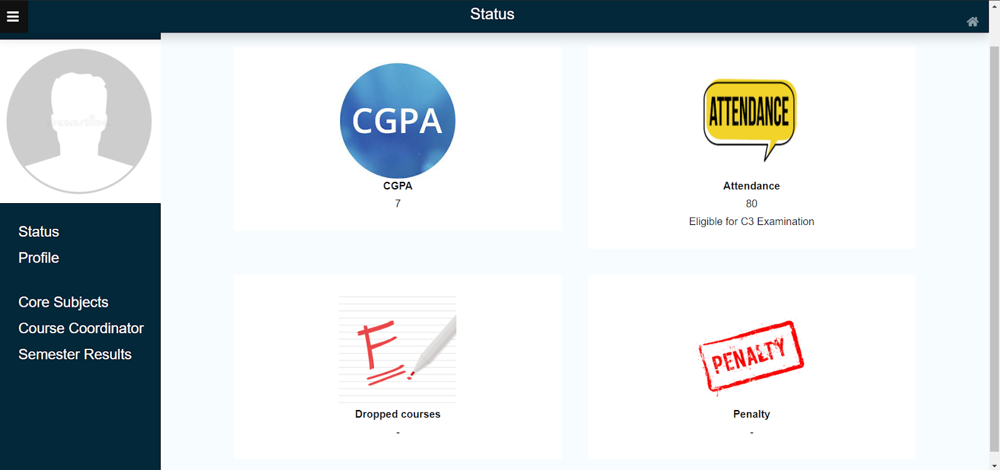 Status
dreamstime
Status
Profile
Core Subjects
Course Coordinator
Semester Results
CGPA
CGPA
7
ATTENDANCE
Attendance
80
Eligible for C3 Examination
F
Dropped courses
-
PENALTY
Penalty
-